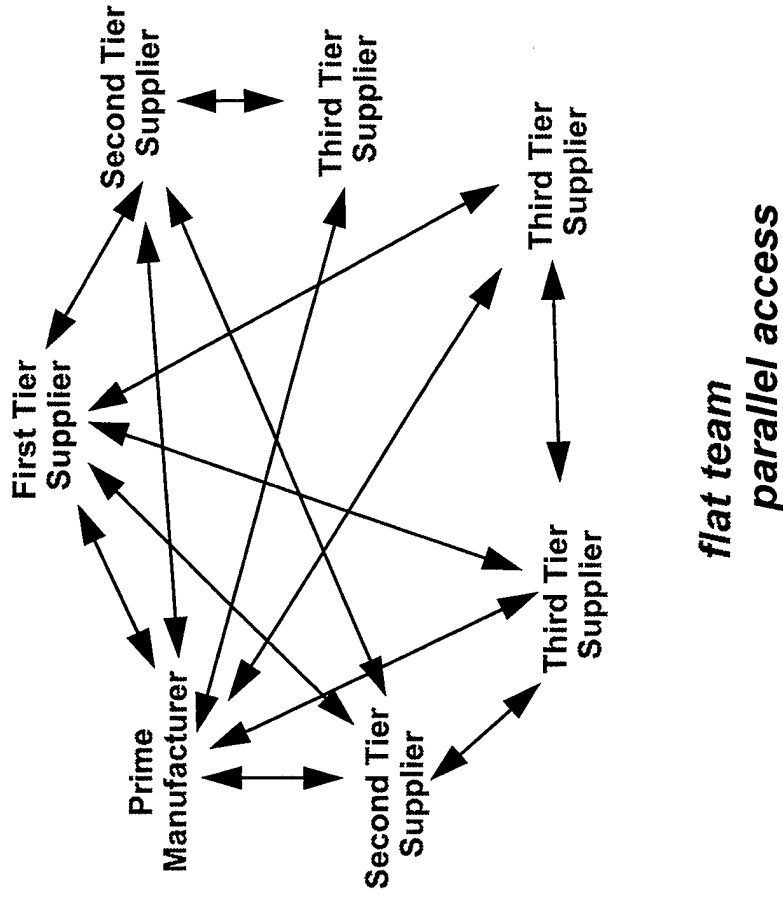 First Tier
Supplier
Prime
Manufacturer
Second Tier
Supplier
Second Tier
Supplier
Third Tier
Supplier
Third Tier
Supplier
Third Tier
Supplier
flat team
parallel access